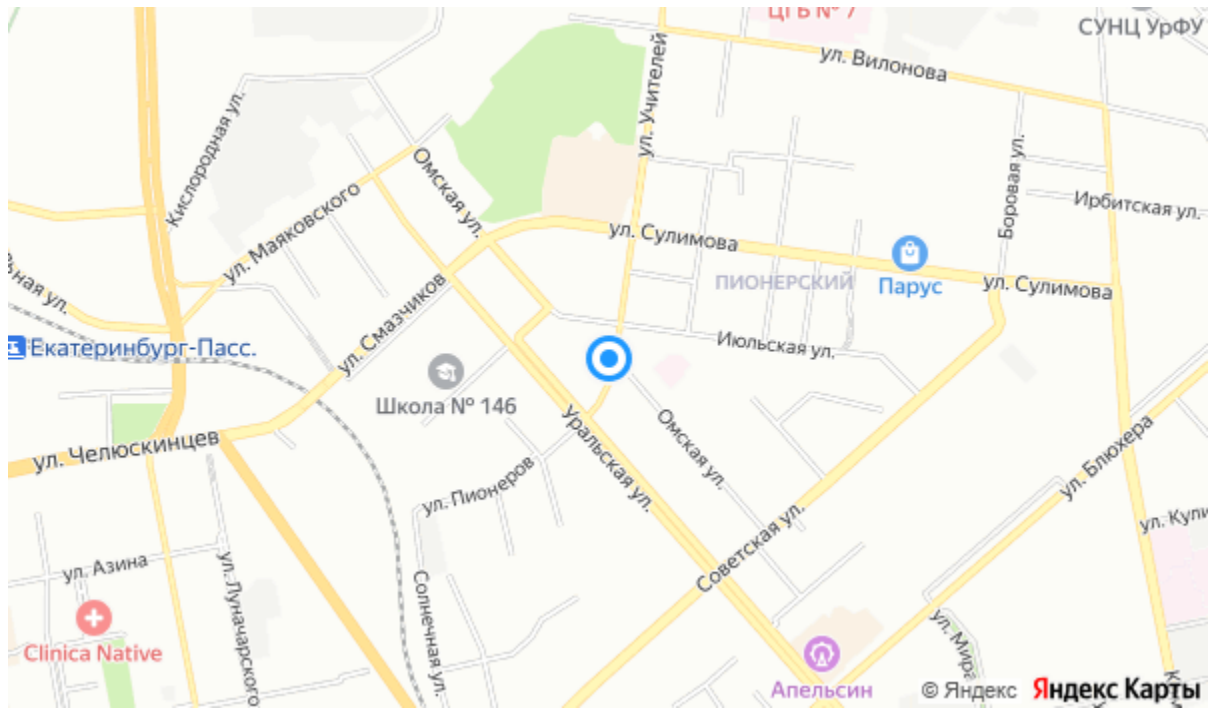 ЦГБ № 7
СУНЦ УрФУ
ул. Вилонова
ул. Учителей
Кислородная ул.
Омская ул.
Боровая ул.
Ирбитская ул.
ул. Маяковского
ул. Сулимова
ПИОНЕРСКИЙ
Парус
ул. Сулимова
ная ул.
ул. Смазчиков
Июльская ул.
Екатеринбург-Пасс.
Школа № 146
Уральская ул.
Омская ул.
ул. Челюскинцев
ул. Блюхера
ул. Пионеров
Советская ул.
ул. Кули
ул. Азина
ул. Луначарского
Солнечная ул.
Clinica Native
ул. Мира
Апельсин
© Яндекс Яндекс Карты